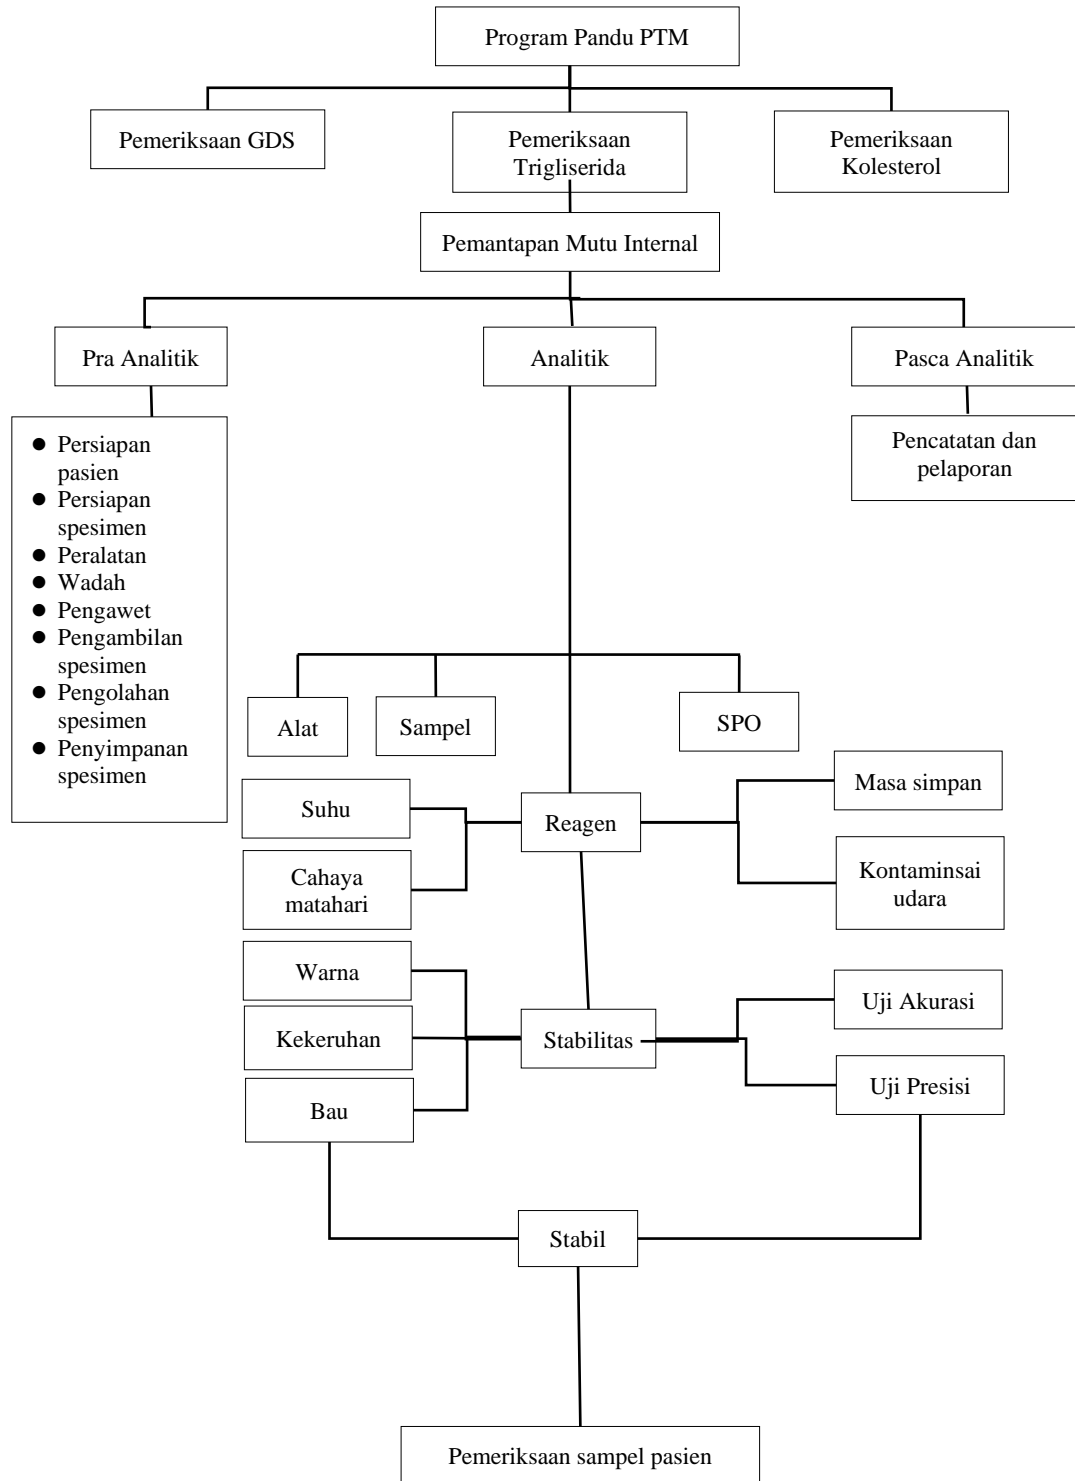 Program Pandu PTM
Pemeriksaan GDS
Pemeriksaan
Trigliserida
Pemeriksaan
Kolesterol
Pemantapan Mutu Internal
Pra Analitik
Analitik
Pasca Analitik
● Persiapan
pasien
● Persiapan
spesimen
● Peralatan
● Wadah
● Pengawet
● Pengambilan
spesimen
● Pengolahan
spesimen
● Penyimpanan
spesimen
Pencatatan dan
pelaporan
Alat
Sampel
SPO
Suhu
Reagen
Masa simpan
Cahaya
matahari
Kontaminsai
udara
Warna
Kekeruhan
Bau
Stabilitas
Uji Akurasi
Uji Presisi
Stabil
Pemeriksaan sampel pasien